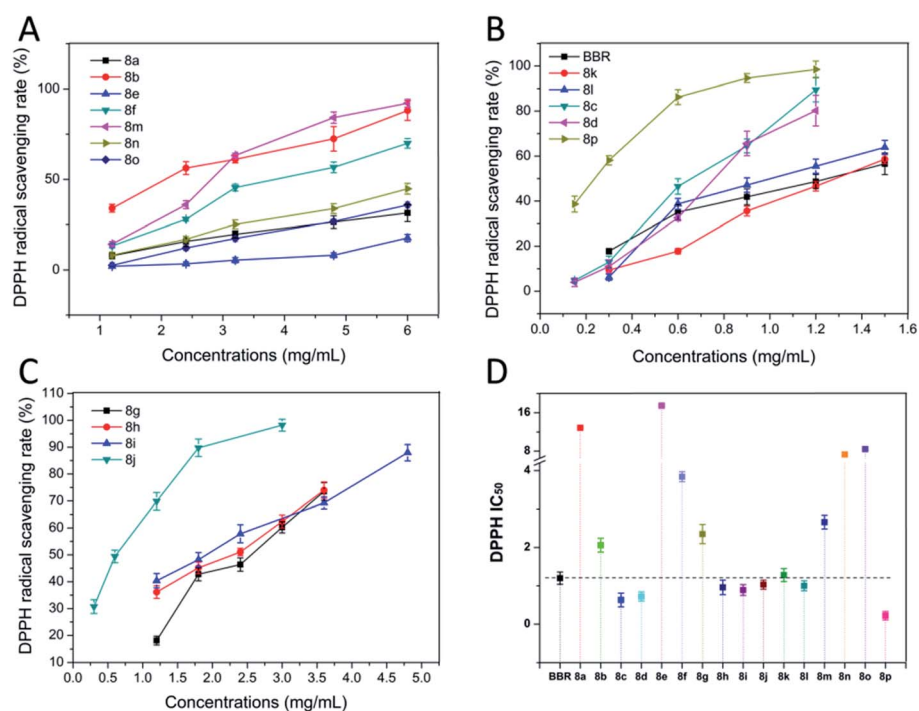 A
DPPH radical scavenging rate (%)
100
50
0
8a
8b
8e
8f
8m
8n
8o
1 2 3 4 5 6
Concentrations (mg/mL)
B
DPPH radical scavenging rate (%)
100
80
60
40
20
0
BBR
8k
8l
8c
8d
8p
0.0 0.2 0.4 0.6 0.8 1.0 1.2 1.4 1.6
Concentrations (mg/mL)
C
DPPH radical scavenging rate (%)
110
100
90
80
70
60
50
40
30
20
10
8g
8h
8i
8j
0.0 0.5 1.0 1.5 2.0 2.5 3.0 3.5 4.0 4.5 5.0
Concentrations (mg/mL)
D
DPPH IC50
16
8
4
2
0
BBR 8a 8b 8c 8d 8e 8f 8g 8h 8i 8j 8k 8l 8m 8n 8o 8p